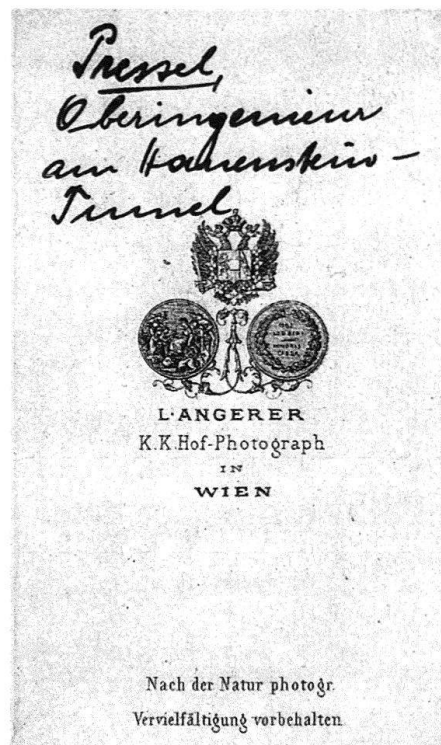 Pressel,
Oberingenieur
am Hauenstein-
Tunnel
L. ANGERER
K.K.Hof-Photograph
IN
WIEN
Nach der Natur photogr.
Vervielfältigung vorbehalten.